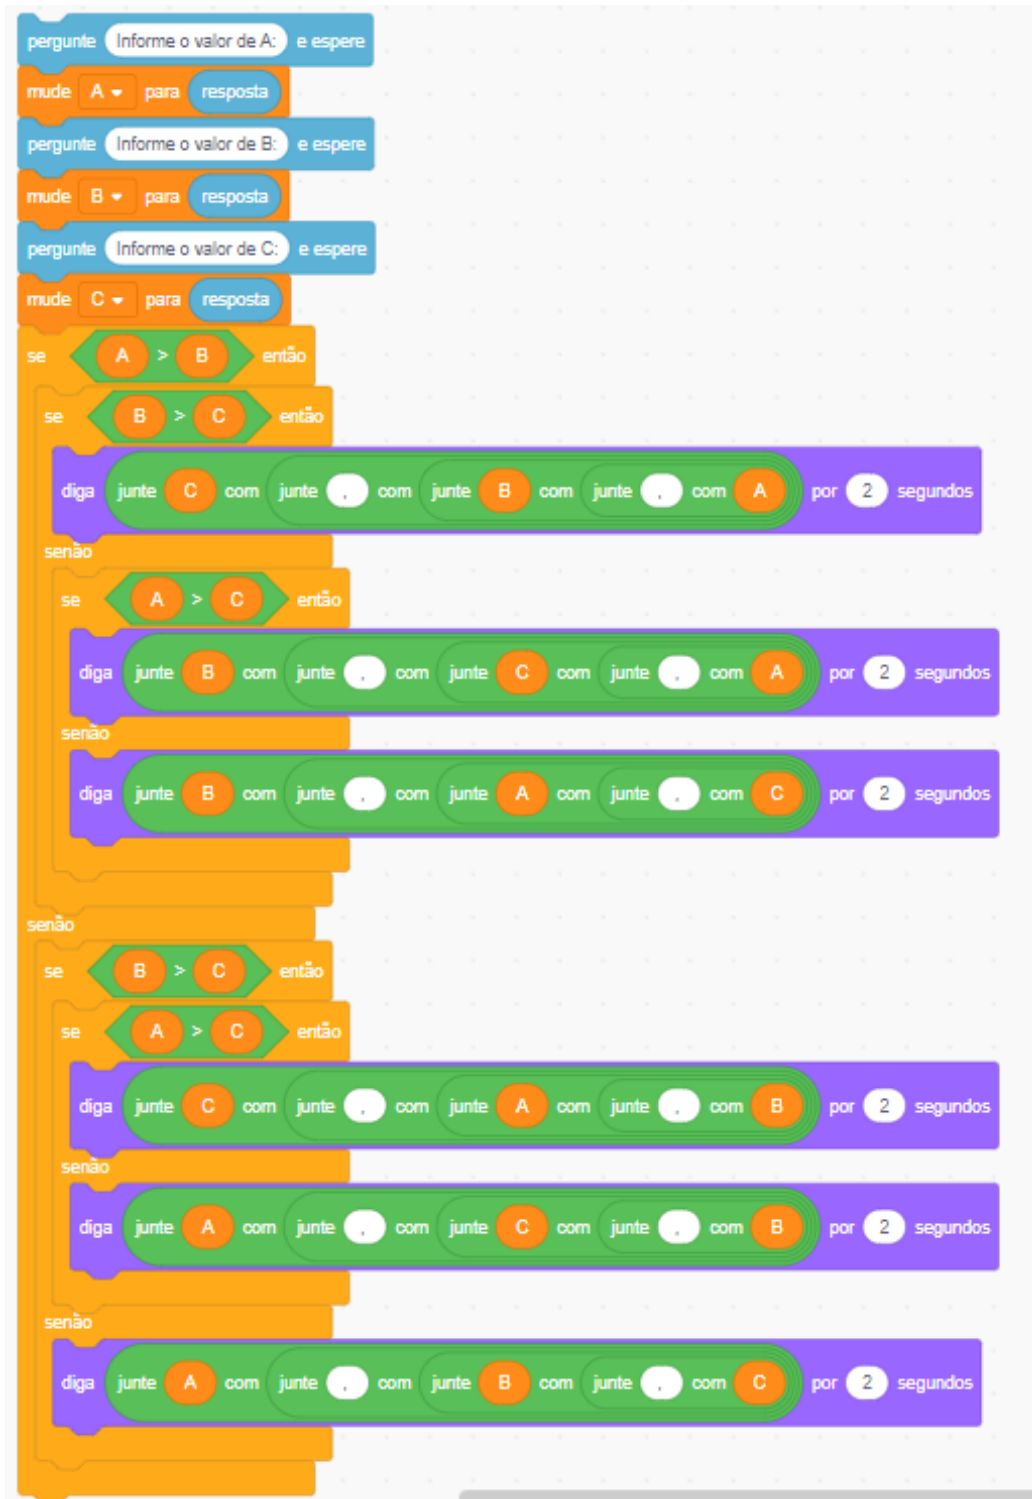 pergunte Informe o valor de A: e espere
mude A para resposta
pergunte Informe o valor de B: e espere
mude B para resposta
pergunte Informe o valor de C: e espere
mude C para resposta
se A > B então
se B > C então
diga junte C com junte , com junte B com junte , com A por 2 segundos
senão
se A > C então
diga junte B com junte , com junte C com junte , com A por 2 segundos
senão
diga junte B com junte , com junte A com junte , com C por 2 segundos
senão
se B > C então
se A > C então
diga junte C com junte , com junte A com junte , com B por 2 segundos
senão
diga junte A com junte , com junte C com junte , com B por 2 segundos
senão
diga junte A com junte , com junte B com junte , com C por 2 segundos